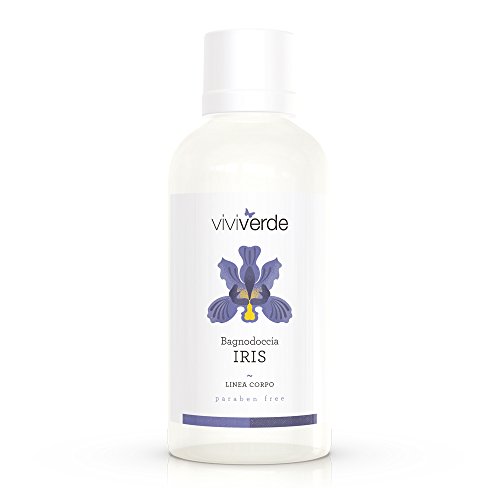 viviverde
Bagnodoccia
IRIS
~
LINEA CORPO
paraben free